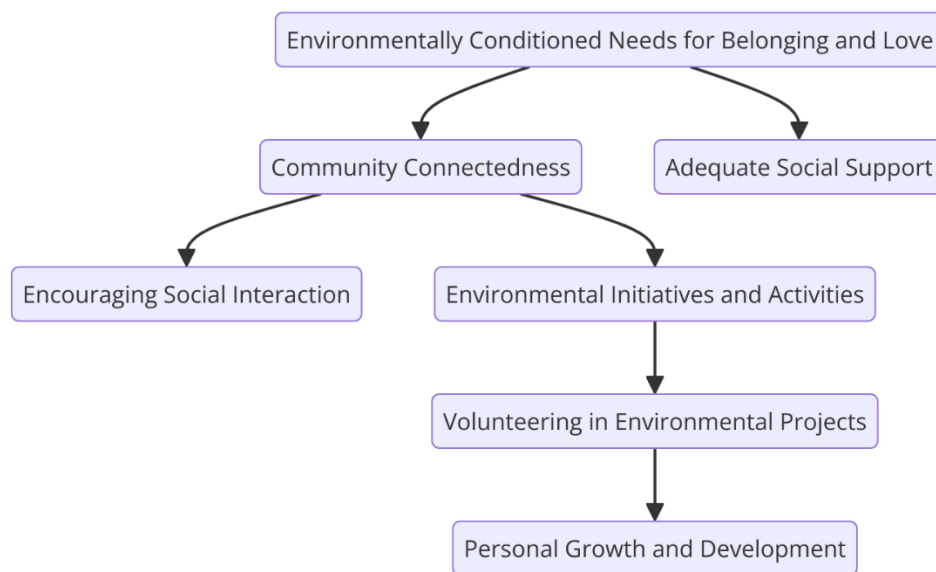 Environmentally Conditioned Needs for Belonging and Love
Community Connectedness
Adequate Social Support
Encouraging Social Interaction
Environmental Initiatives and Activities
Volunteering in Environmental Projects
Personal Growth and Development